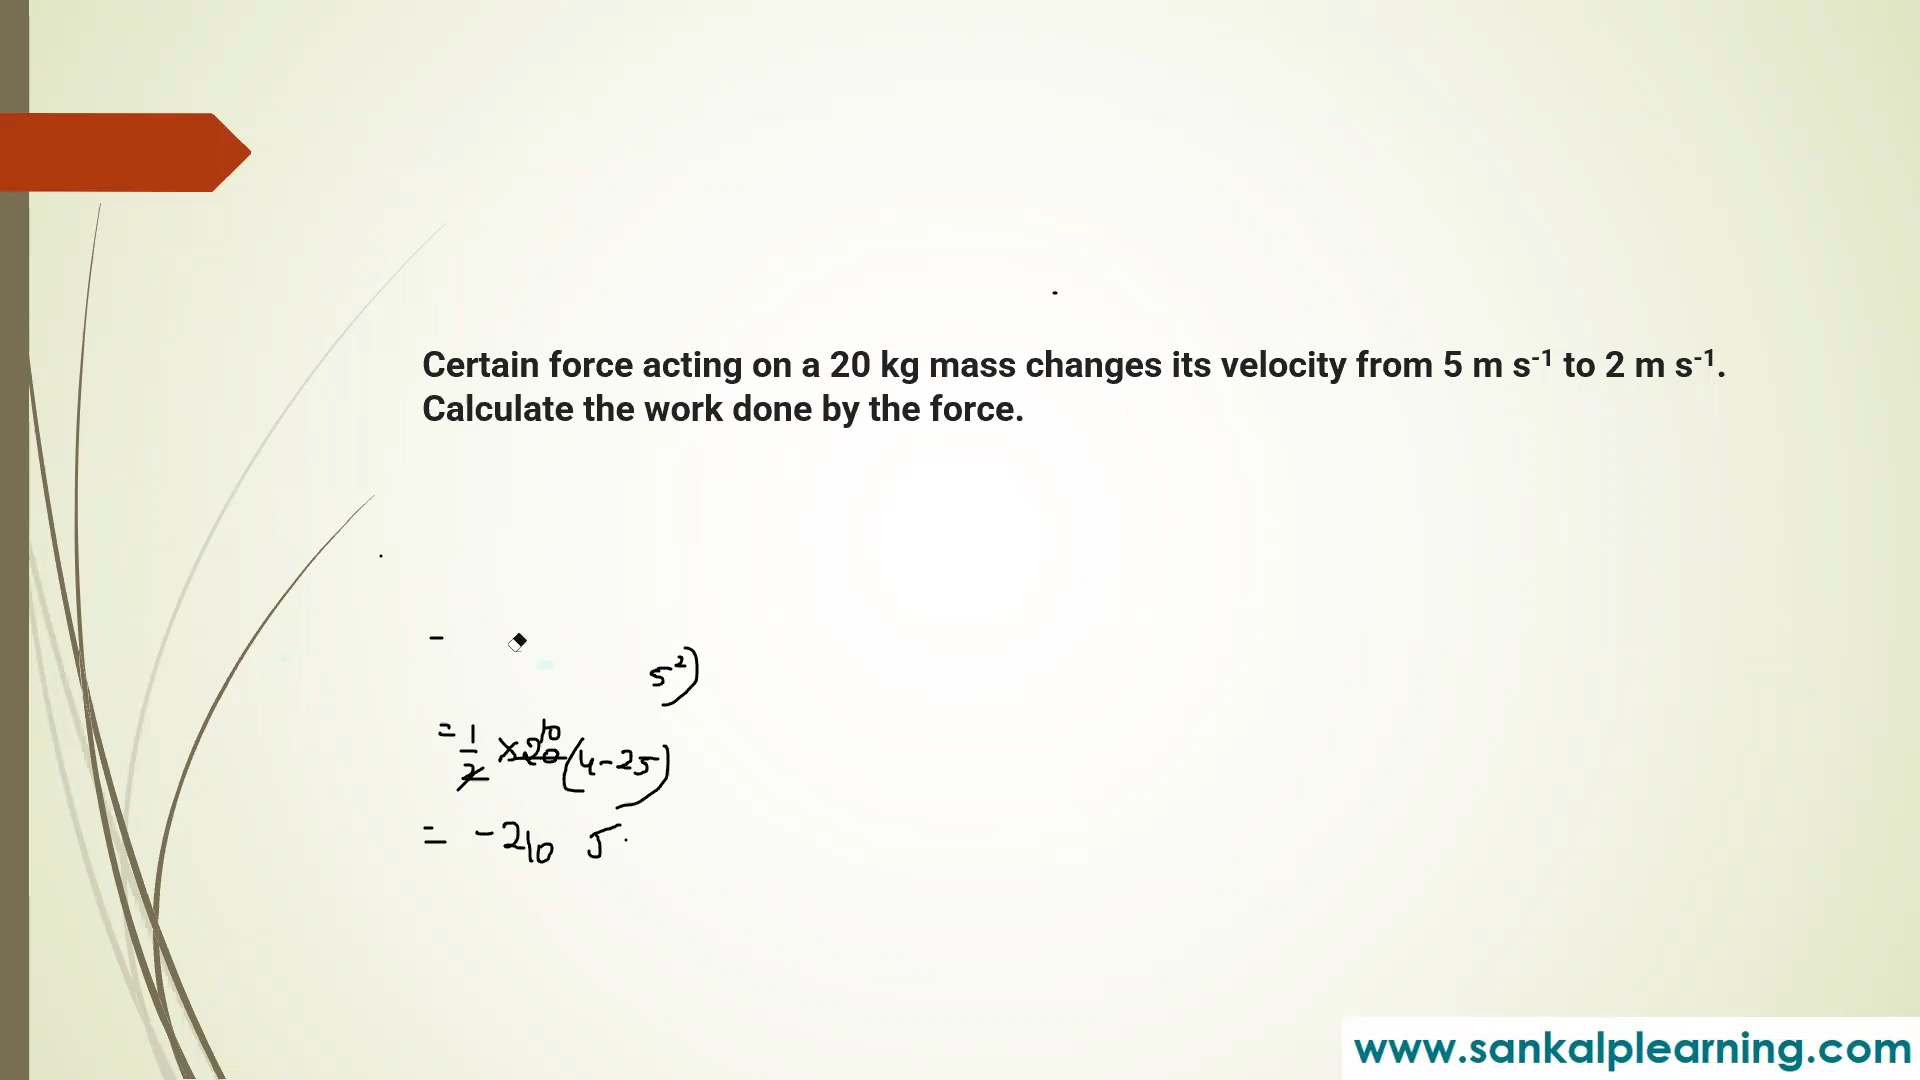 Certain force acting on a 20 kg mass changes its velocity from 5 m s⁻¹ to 2 m s⁻¹.
Calculate the work done by the force.
-
5²)
= 1/2 × 20 10 (4-25)
= -210 J
www.sankalplearning.com